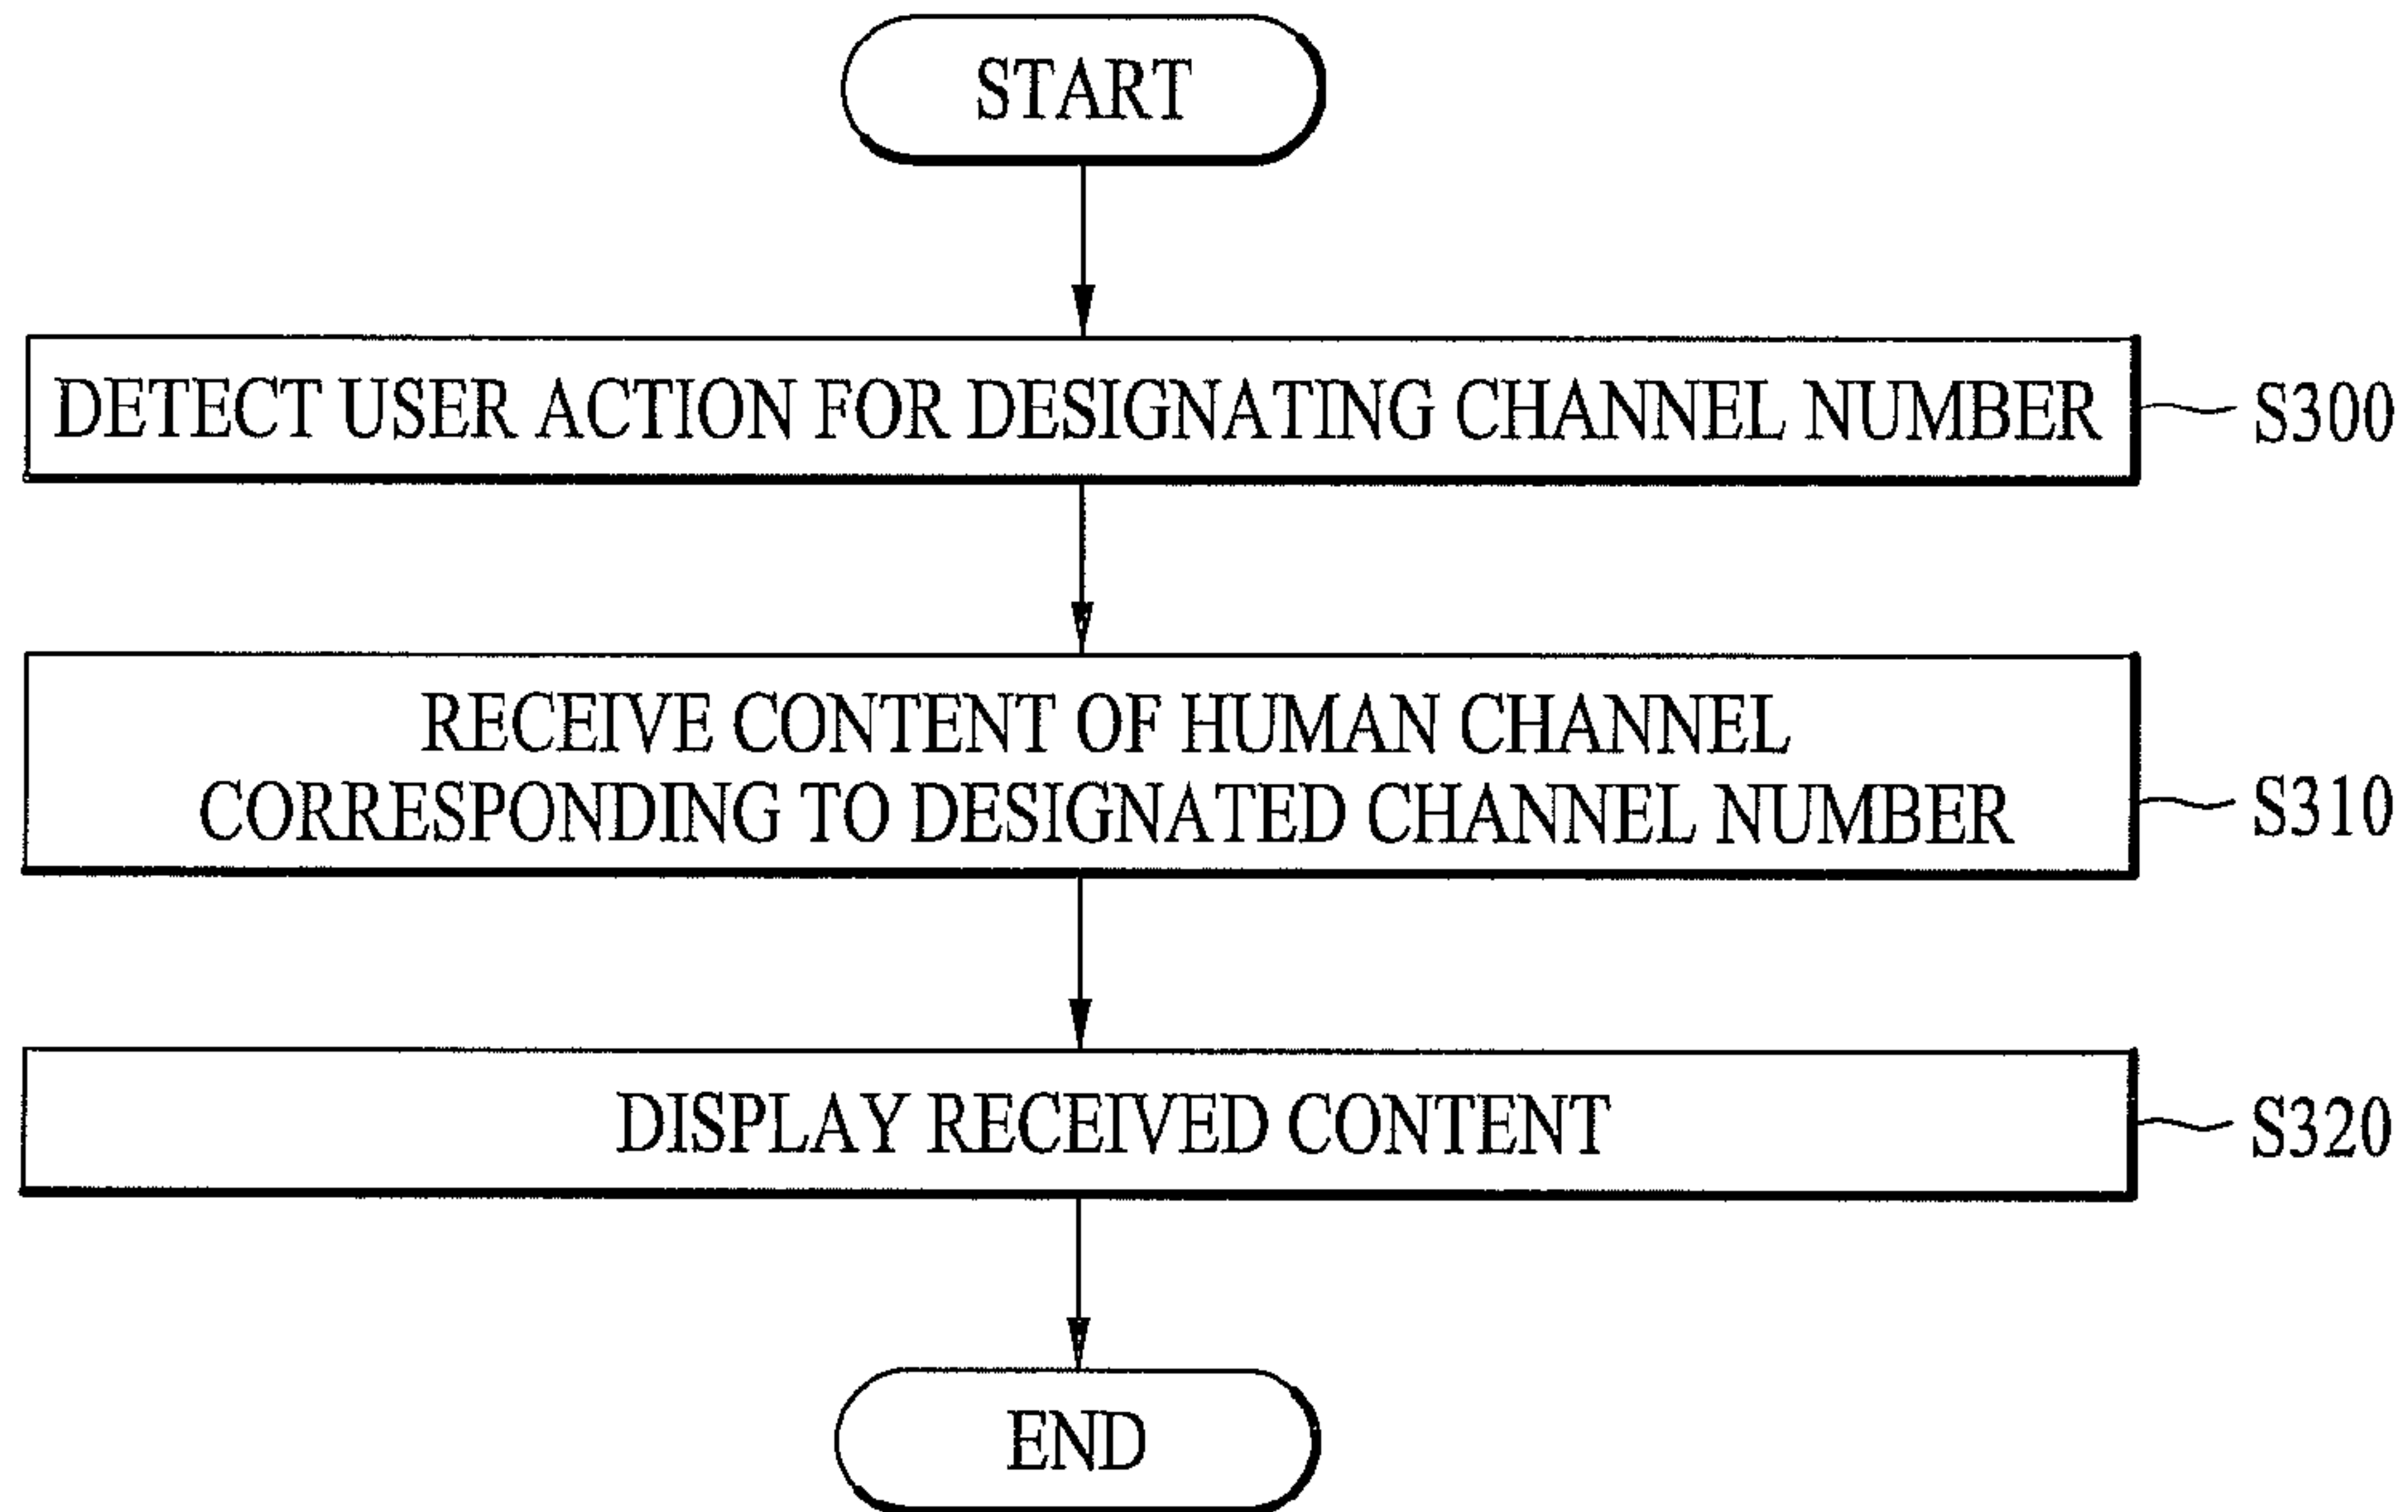 START
DETECT USER ACTION FOR DESIGNATING CHANNEL NUMBER
S300
RECEIVE CONTENT OF HUMAN CHANNEL
CORRESPONDING TO DESIGNATED CHANNEL NUMBER
S310
DISPLAY RECEIVED CONTENT
S320
END